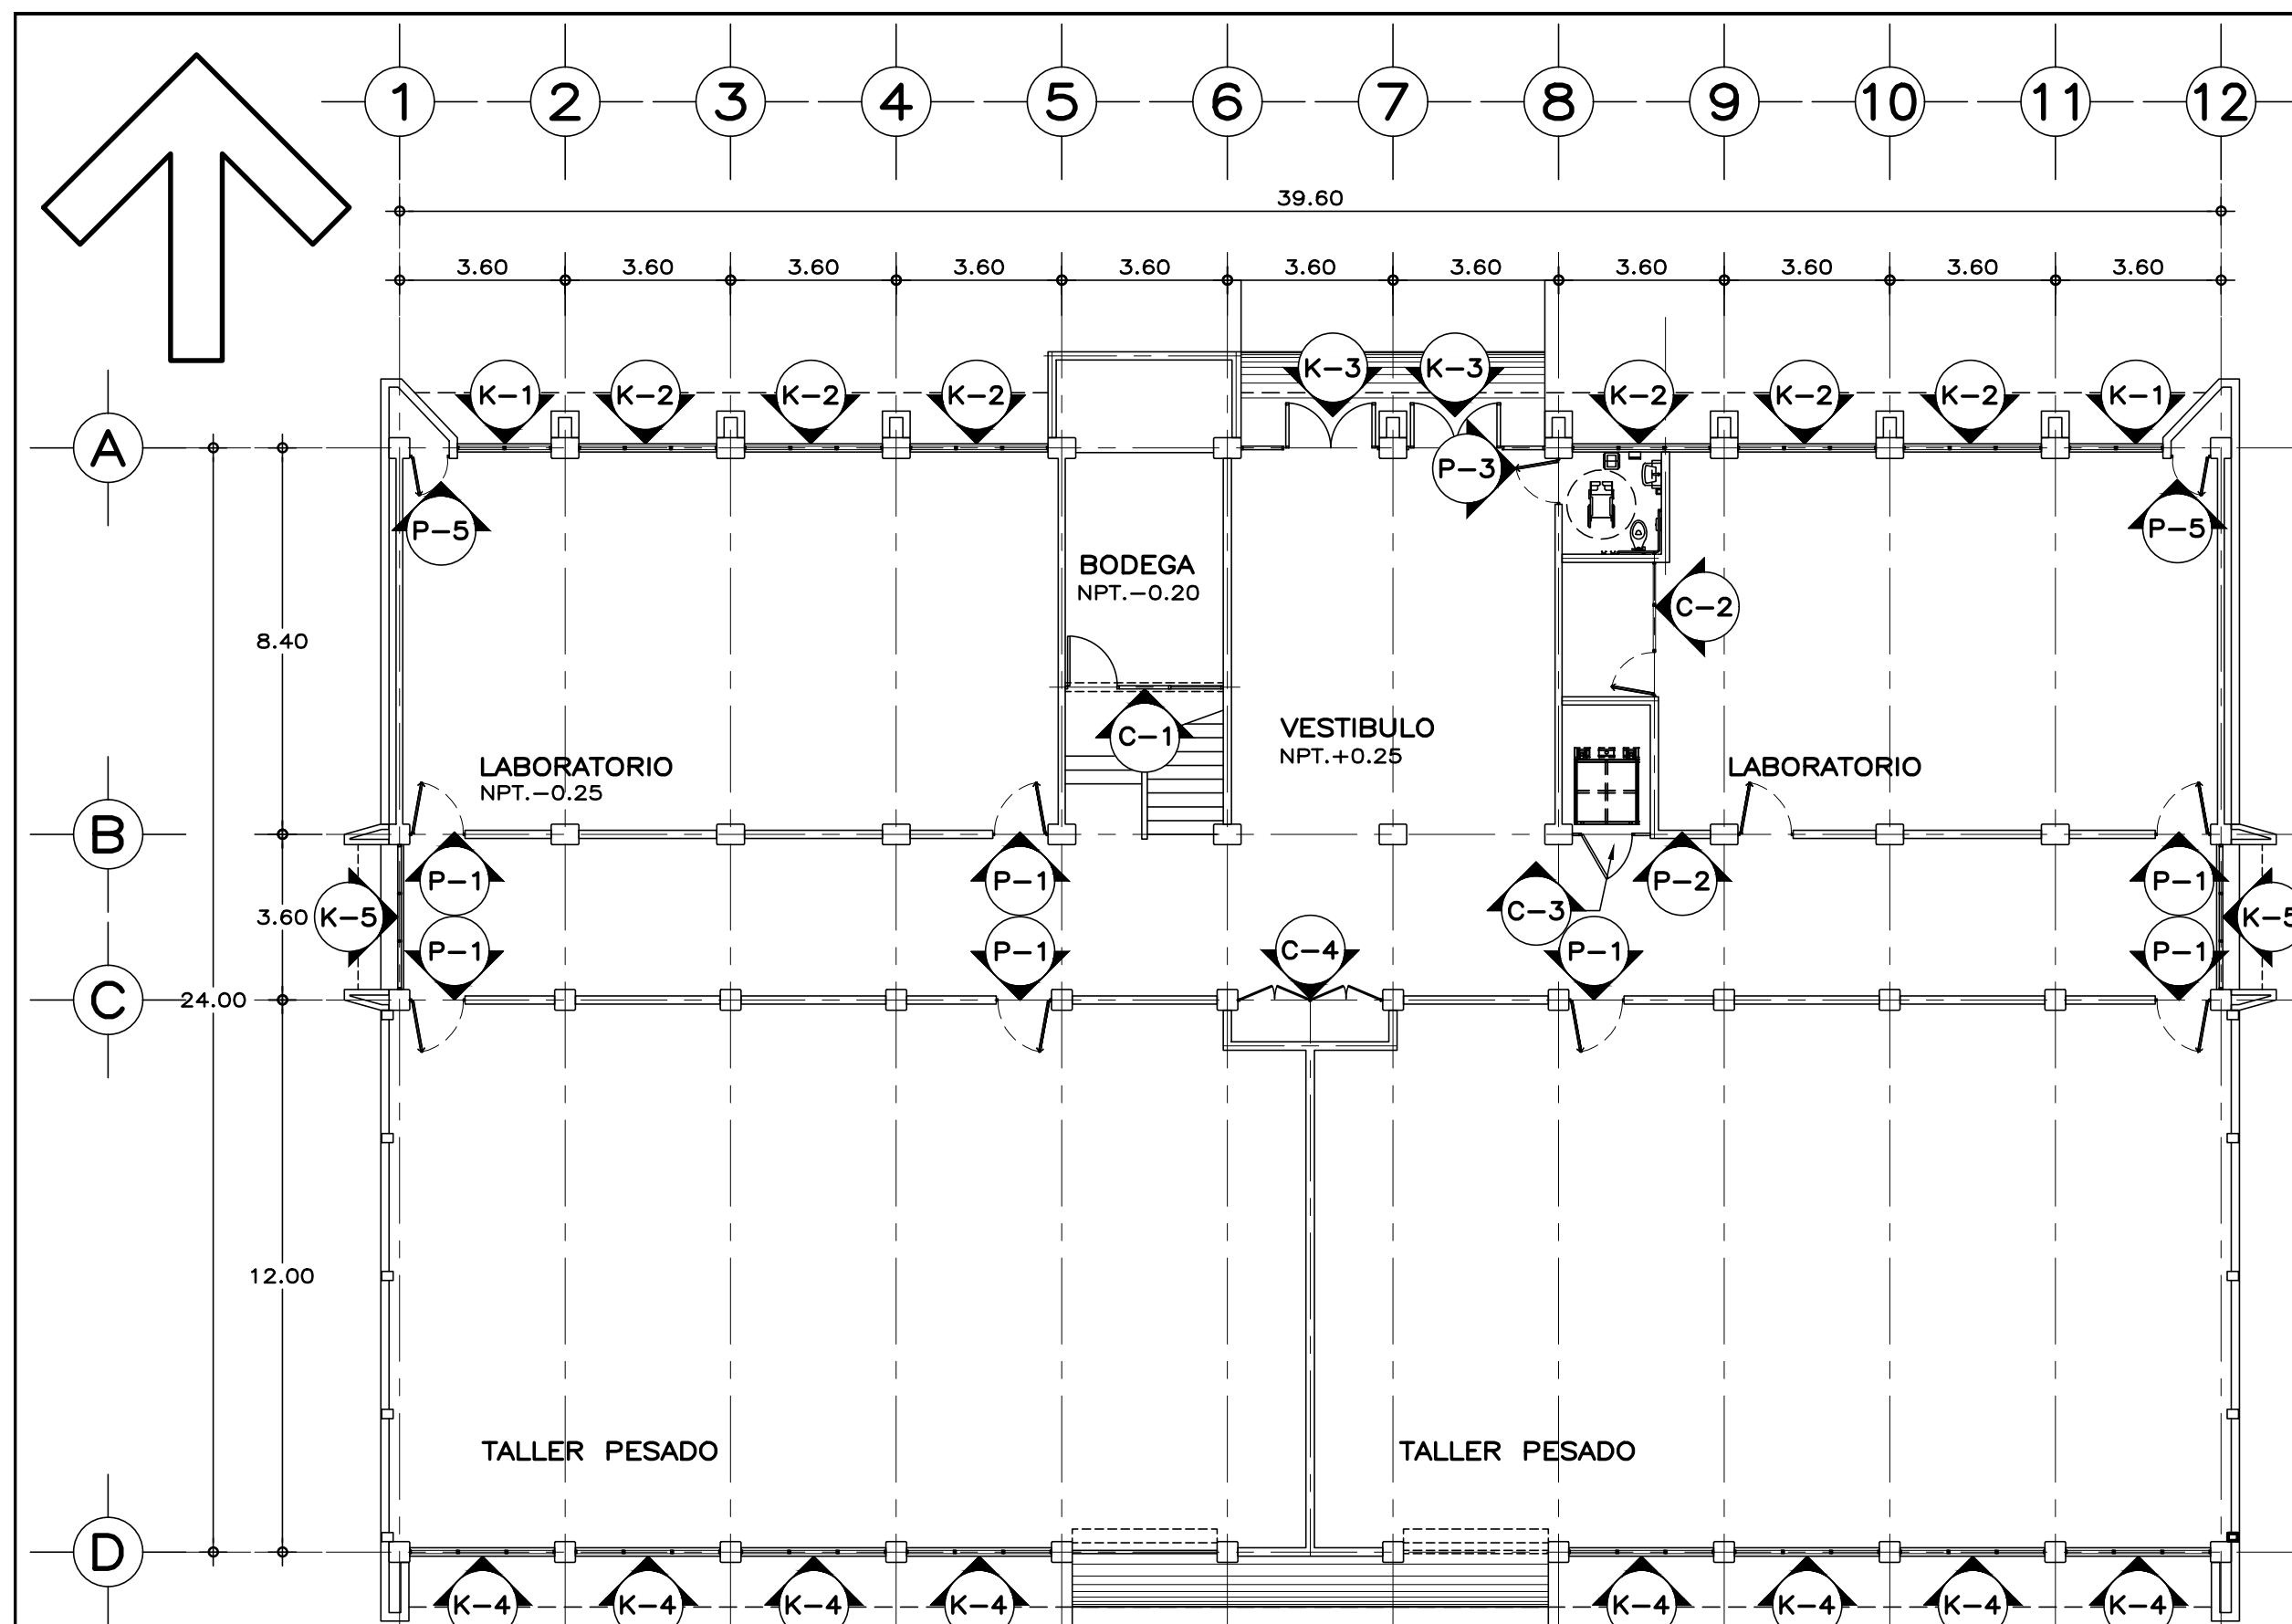 1 2 3 4 5 6 7 8 9 10 11 12
39.60
3.60 3.60 3.60 3.60 3.60 3.60 3.60 3.60 3.60 3.60 3.60
K-3 K-3
K-1 K-2 K-2 K-2 K-2 K-2 K-2 K-1
A
P-3
P-5 P-5
BODEGA
NPT.-0.20
C-2
8.40
VESTIBULO
NPT.+0.25
C-1
LABORATORIO
NPT.-0.25
LABORATORIO
B
P-1 P-1 P-2 P-1
C-3
3.60 K-5 K-5
P-1 P-1 C-4 P-1 P-1
C
24.00
12.00
TALLER PESADO TALLER PESADO
D
K-4 K-4 K-4 K-4 K-4 K-4 K-4 K-4